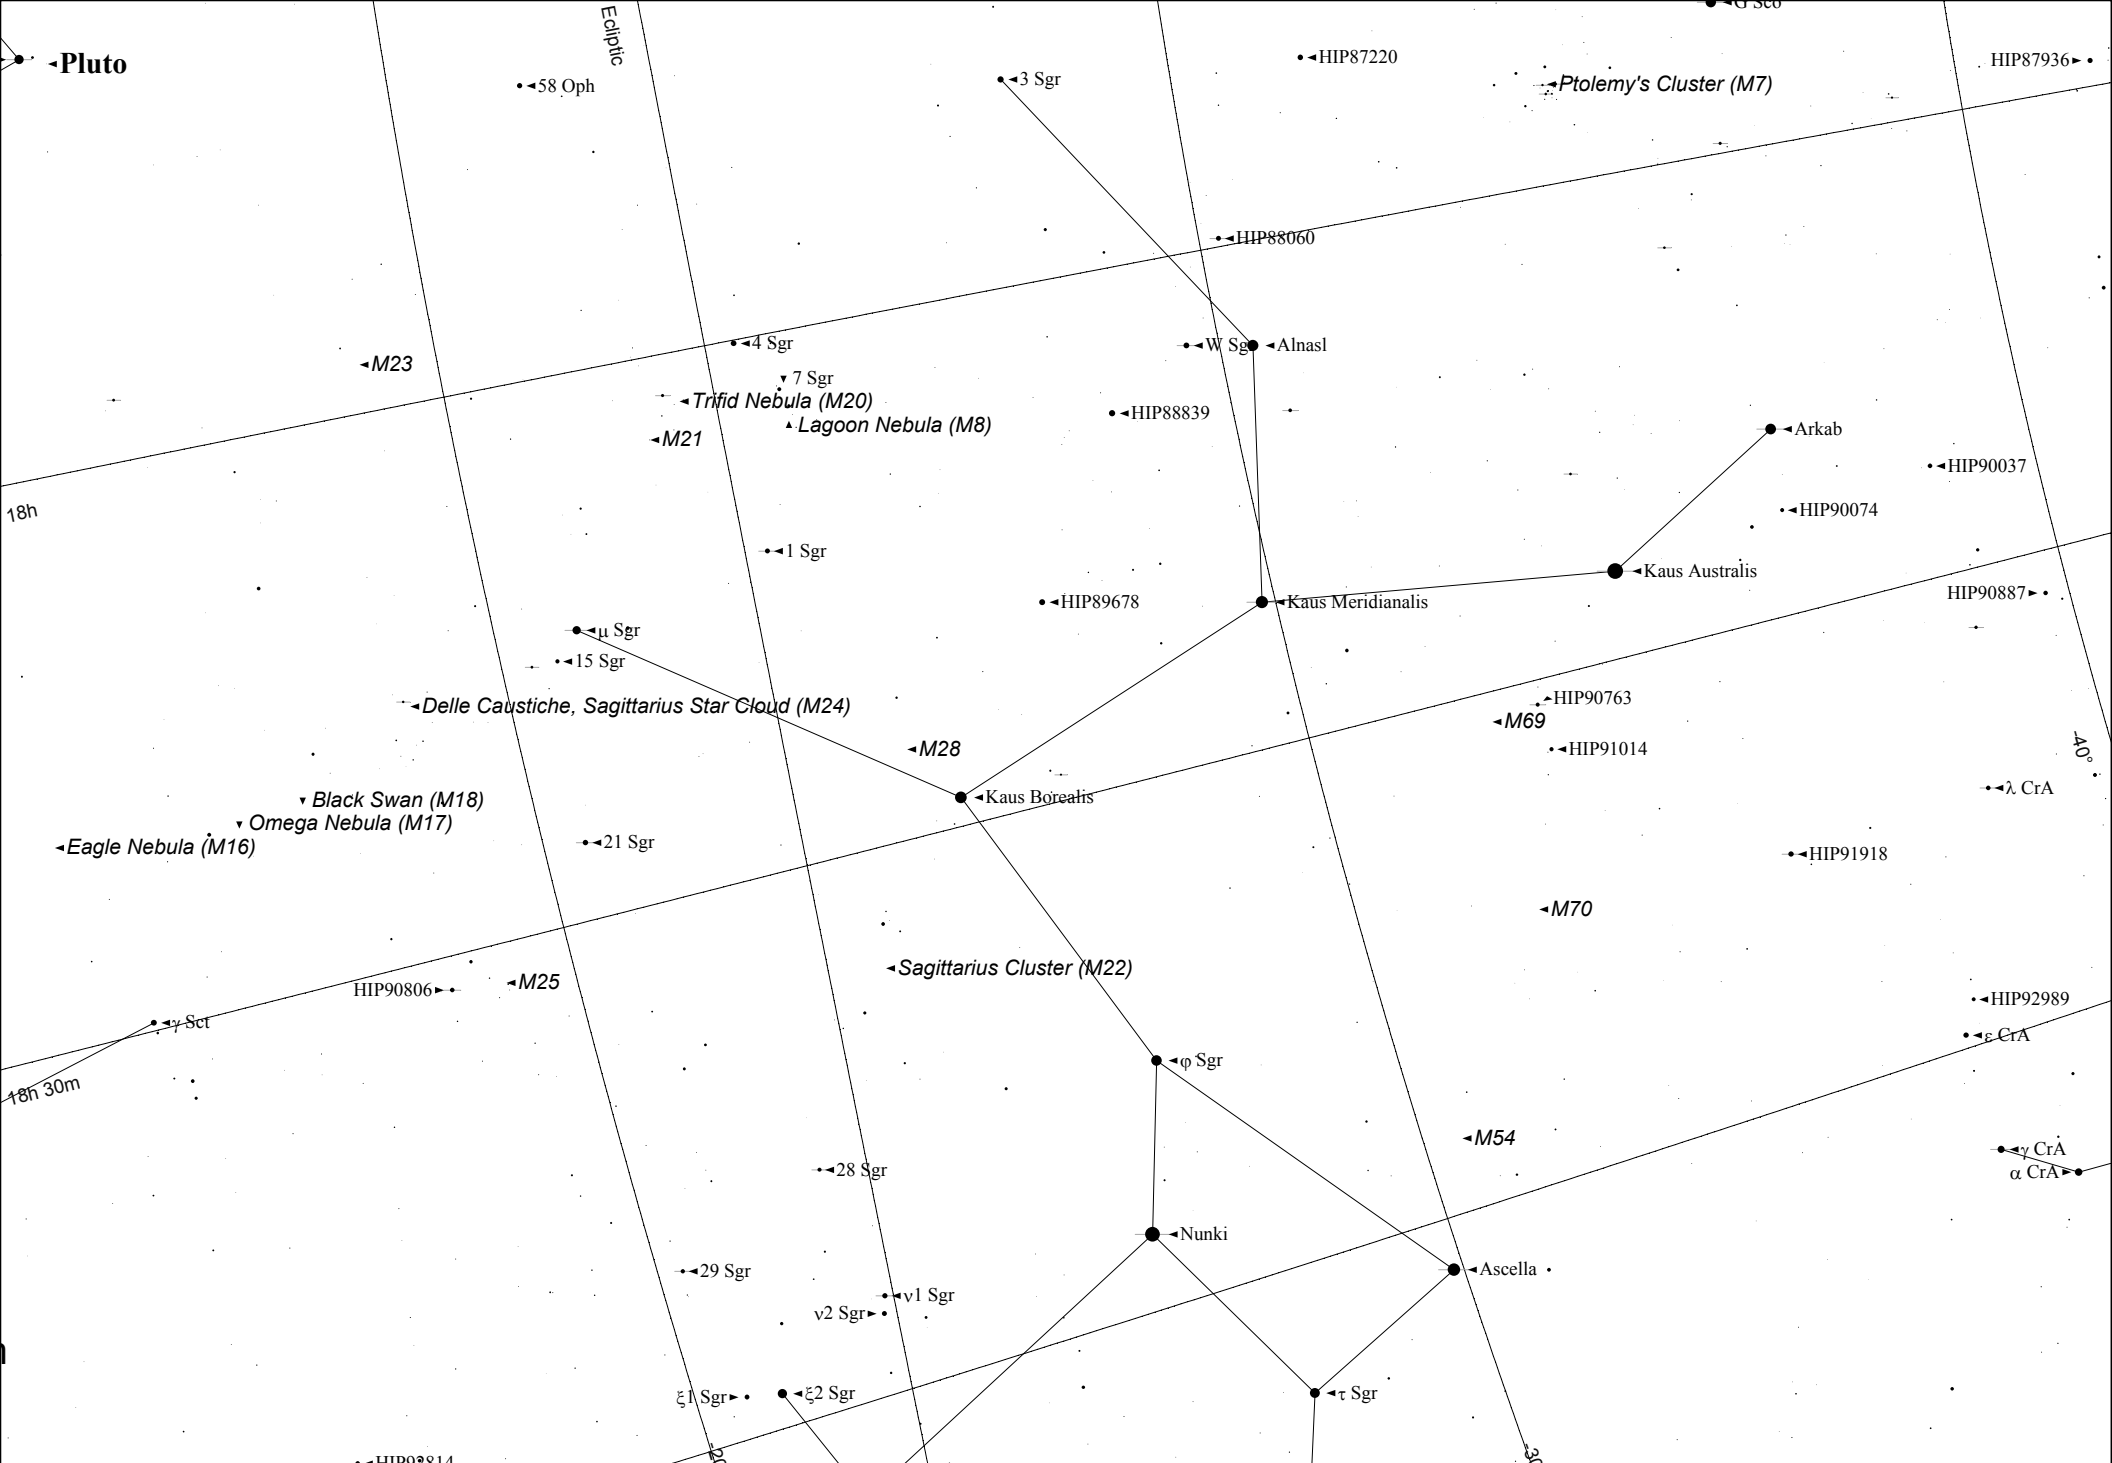 G Sco
Ecliptic
Pluto
HIP87220
HIP87936
58 Oph
3 Sgr
Ptolemy's Cluster (M7)
HIP88060
4 Sgr
W Sg
Alnasl
M23
7 Sgr
Trifid Nebula (M20)
HIP88839
Lagoon Nebula (M8)
Arkab
M21
HIP90037
18h
HIP90074
1 Sgr
Kaus Australis
HIP90887
HIP89678
Kaus Meridianalis
μ Sgr
15 Sgr
HIP90763
Delle Caustiche, Sagittarius Star Cloud (M24)
M69
M28
HIP91014
-40°
λ CrA
Kaus Borealis
Black Swan (M18)
Omega Nebula (M17)
21 Sgr
Eagle Nebula (M16)
HIP91918
M70
Sagittarius Cluster (M22)
M25
HIP90806
HIP92989
γ Sct
ε CrA
φ Sgr
18h 30m
M54
γ CrA
28 Sgr
α CrA
Nunki
29 Sgr
Ascella
ν1 Sgr
ν2 Sgr
ξ1 Sgr
ξ2 Sgr
τ Sgr
-20
-30
HIP92814